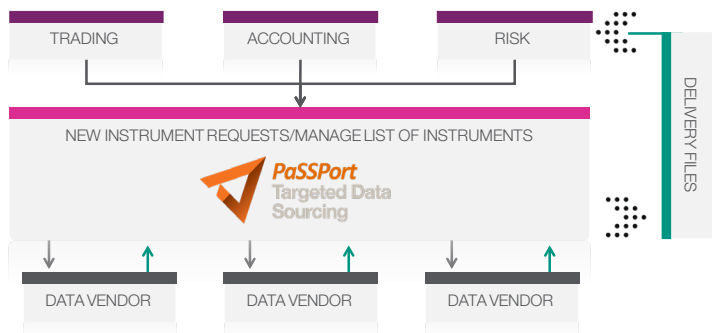 TRADING
ACCOUNTING
RISK
NEW INSTRUMENT REQUESTS/MANAGE LIST OF INSTRUMENTS
PaSSPort
Targeted Data
Sourcing
DELIVERY FILES
DATA VENDOR
DATA VENDOR
DATA VENDOR